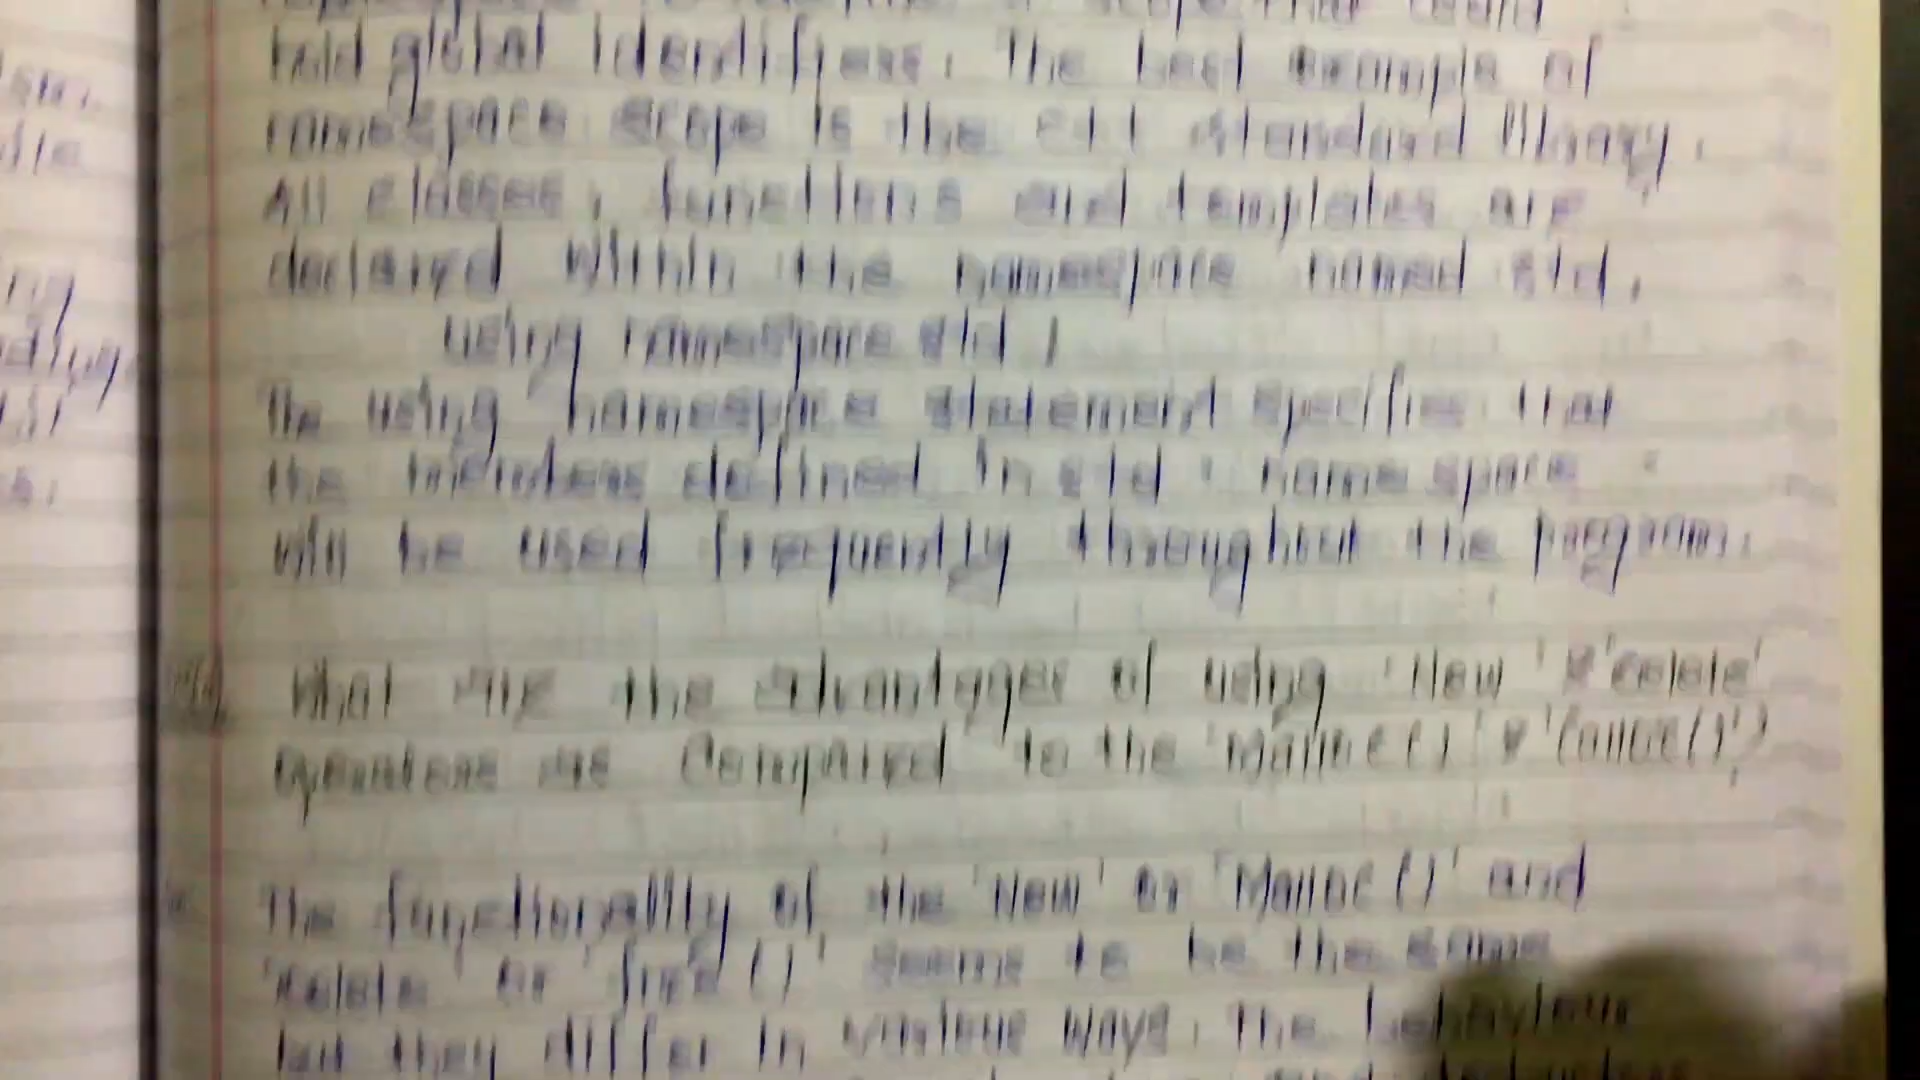 hold global Identifiers. The best example of
namespace scope is the C++ standard library.
All classes, functions and templates are
declared within the namespace named std.
using namespace std;
The using namespace statement specifies that
the members defined in std namespace
will be used frequently throughout the program.
What are the advantages of using 'New' & 'Delete'
operators as Compared to the 'Malloc()' & 'Calloc()'?
The functionality of the 'New' or 'Malloc()' and
'Delete' or 'free()' seems to be the same
but they differ in various ways. The behaviour